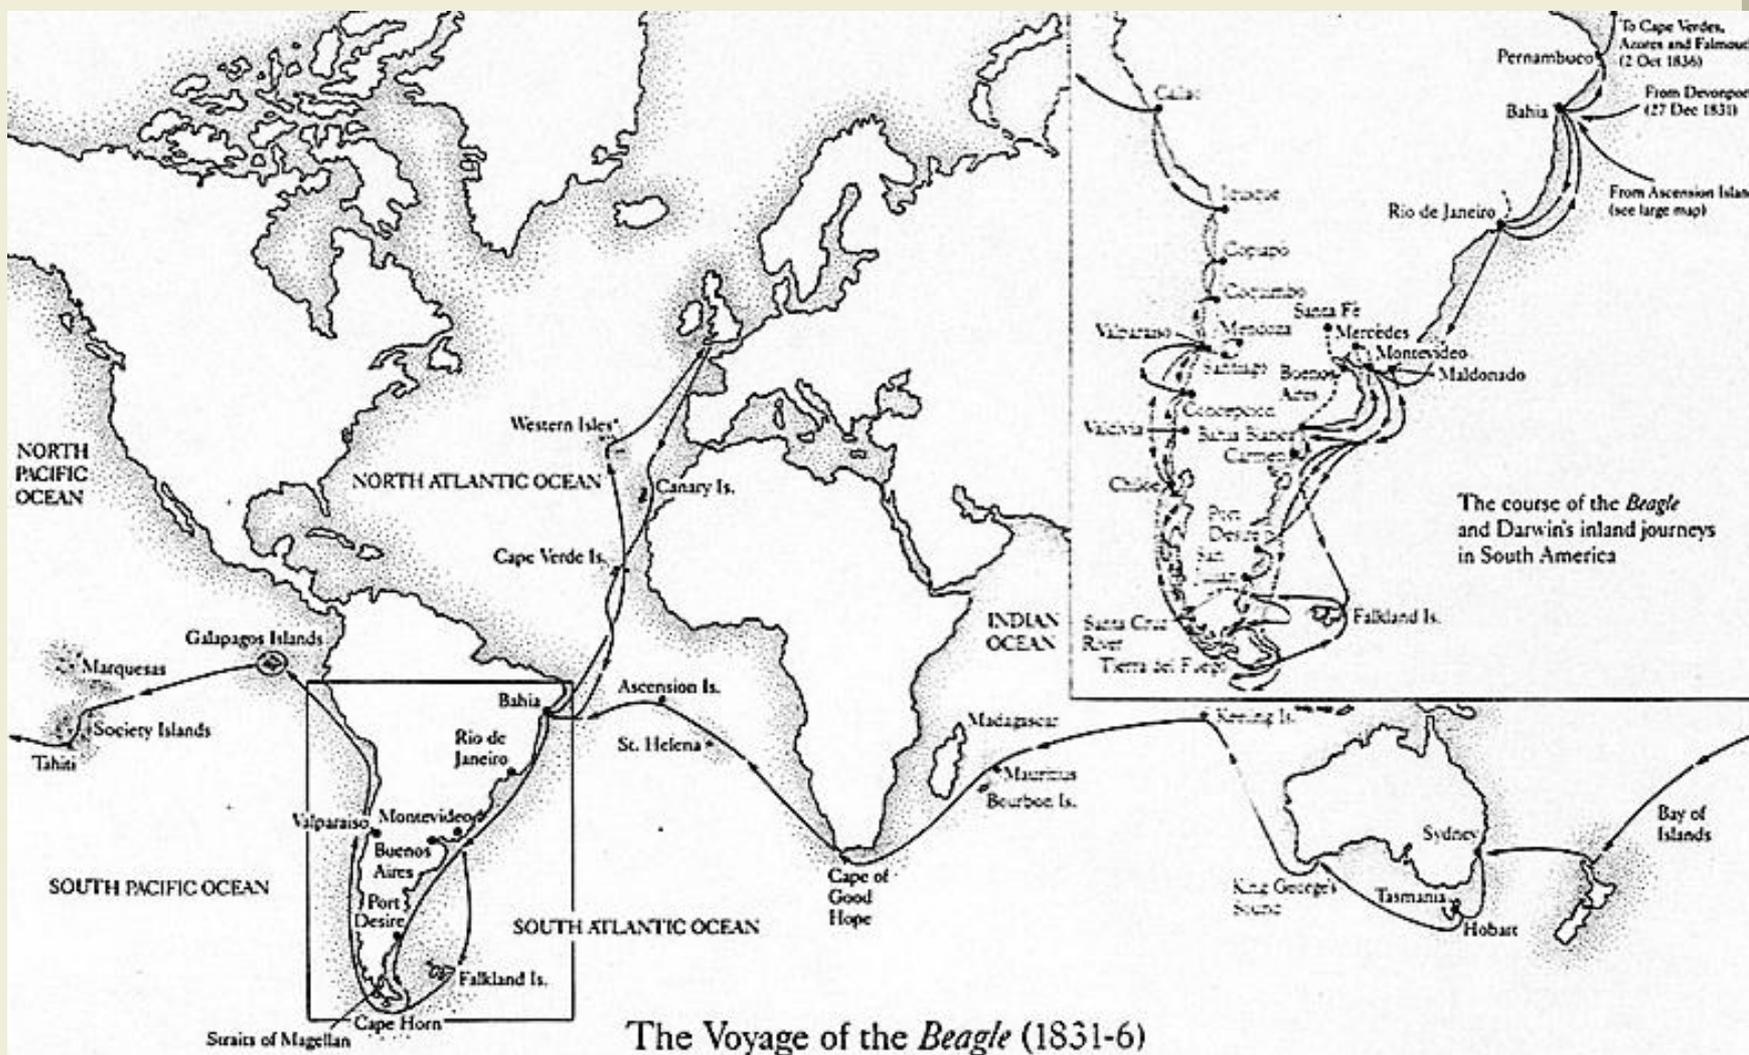 NORTH
PACIFIC
OCEAN
NORTH ATLANTIC OCEAN
Western Isles
Canary Is.
Cape Verde Is.
Galapagos Islands
Marquesas
Society Islands
Tahiti
Bahia
Rio de
Janeiro
Ascension Is.
St. Helena
Valparaiso
Montevideo
Buenos
Aires
Port
Desire
SOUTH PACIFIC OCEAN
SOUTH ATLANTIC OCEAN
Falkland Is.
Cape Horn
Straits of Magellan
Cape of
Good
Hope
INDIAN
OCEAN
Madagascar
Mauritius
Bourbon Is.
Keeling Is.
King George's
Sound
Sydney
Tasmania
Hobart
Bay of
Islands
To Cape Verdes,
Azores and Falmout
(2 Oct 1836)
Pernambuco
From Devonpo
(27 Dec 1831)
Bahia
From Ascension Islan
(see large map)
Rio de Janeiro
Callao
Iquique
Copiapò
Coquimbo
Santa Fé
Valparaiso
Mendoza
Mercedes
Santiago
Montevideo
Buenos
Aires
Maldonado
Concepcion
Valdivia
Bahia Blanca
Carmen
Chiloe
Port
Desire
San
Santa Cruz
River
Falkland Is.
Tierra del Fuego
The course of the Beagle
and Darwin's inland journeys
in South America
The Voyage of the Beagle (1831-6)